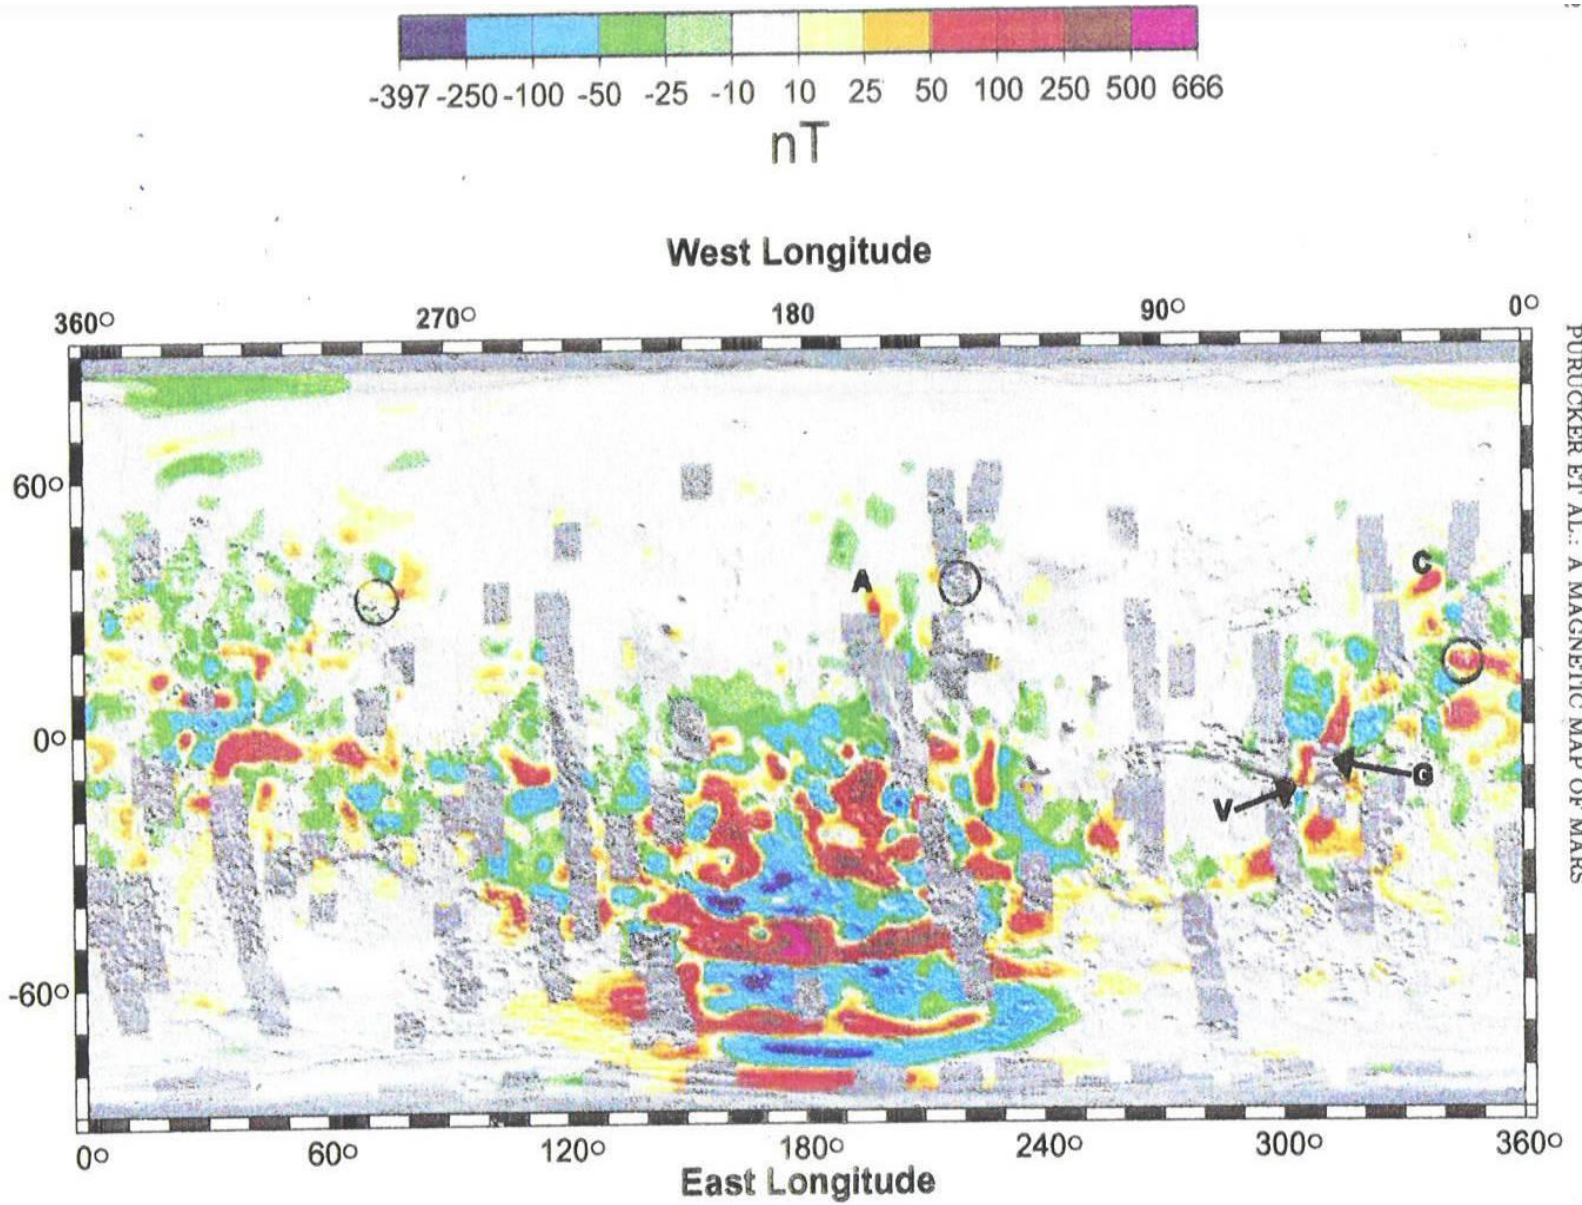 -397 -250 -100 -50 -25 -10 10 25 50 100 250 500 666
nT
West Longitude
360° 270° 180 90° 0°
60°
0°
-60°
A
C
G
V
0° 60° 120° 180° 240° 300° 360°
East Longitude
PURUCKER ET AL.: A MAGNETIC MAP OF MARS